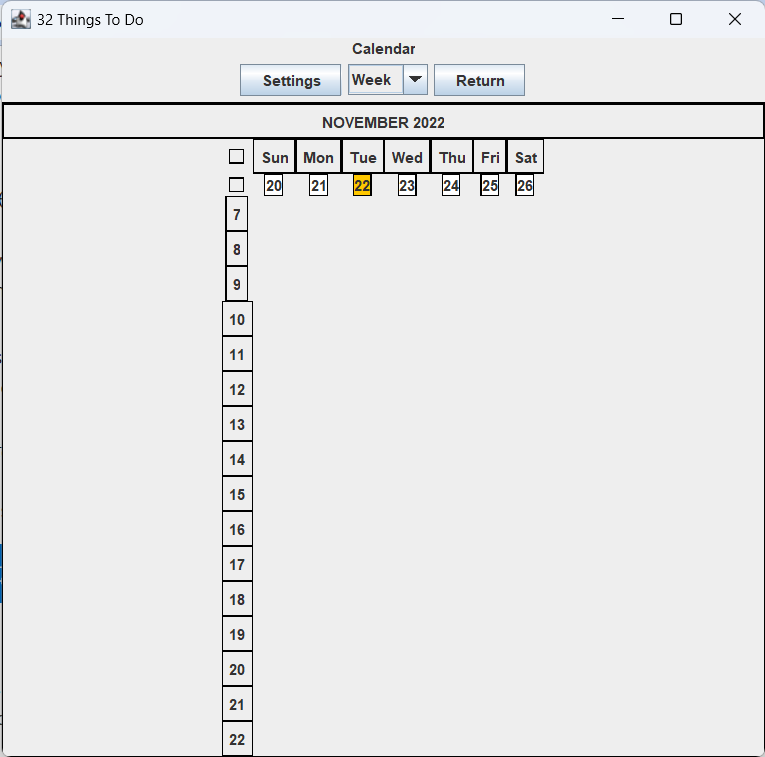 32 Things To Do
Calendar
Settings Week Return
NOVEMBER 2022
Sun Mon Tue Wed Thu Fri Sat
20 21 22 23 24 25 26
7
8
9
10
11
12
13
14
15
16
17
18
19
20
21
22